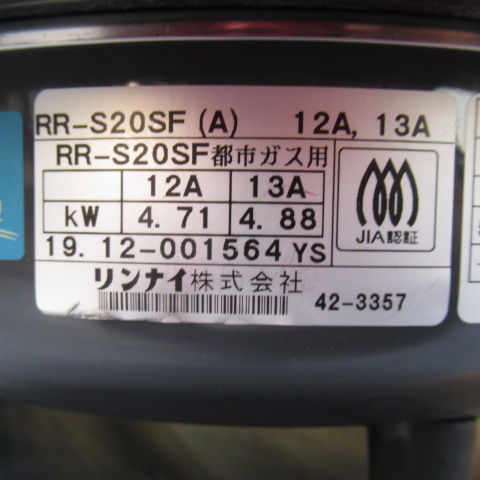 RR-S20SF (A) 12A, 13A
RR-S20SF都市ガス用
12A 13A
kW 4.71 4.88
19.12-001564 YS
リンナイ株式会社
42-3357
JIA認証